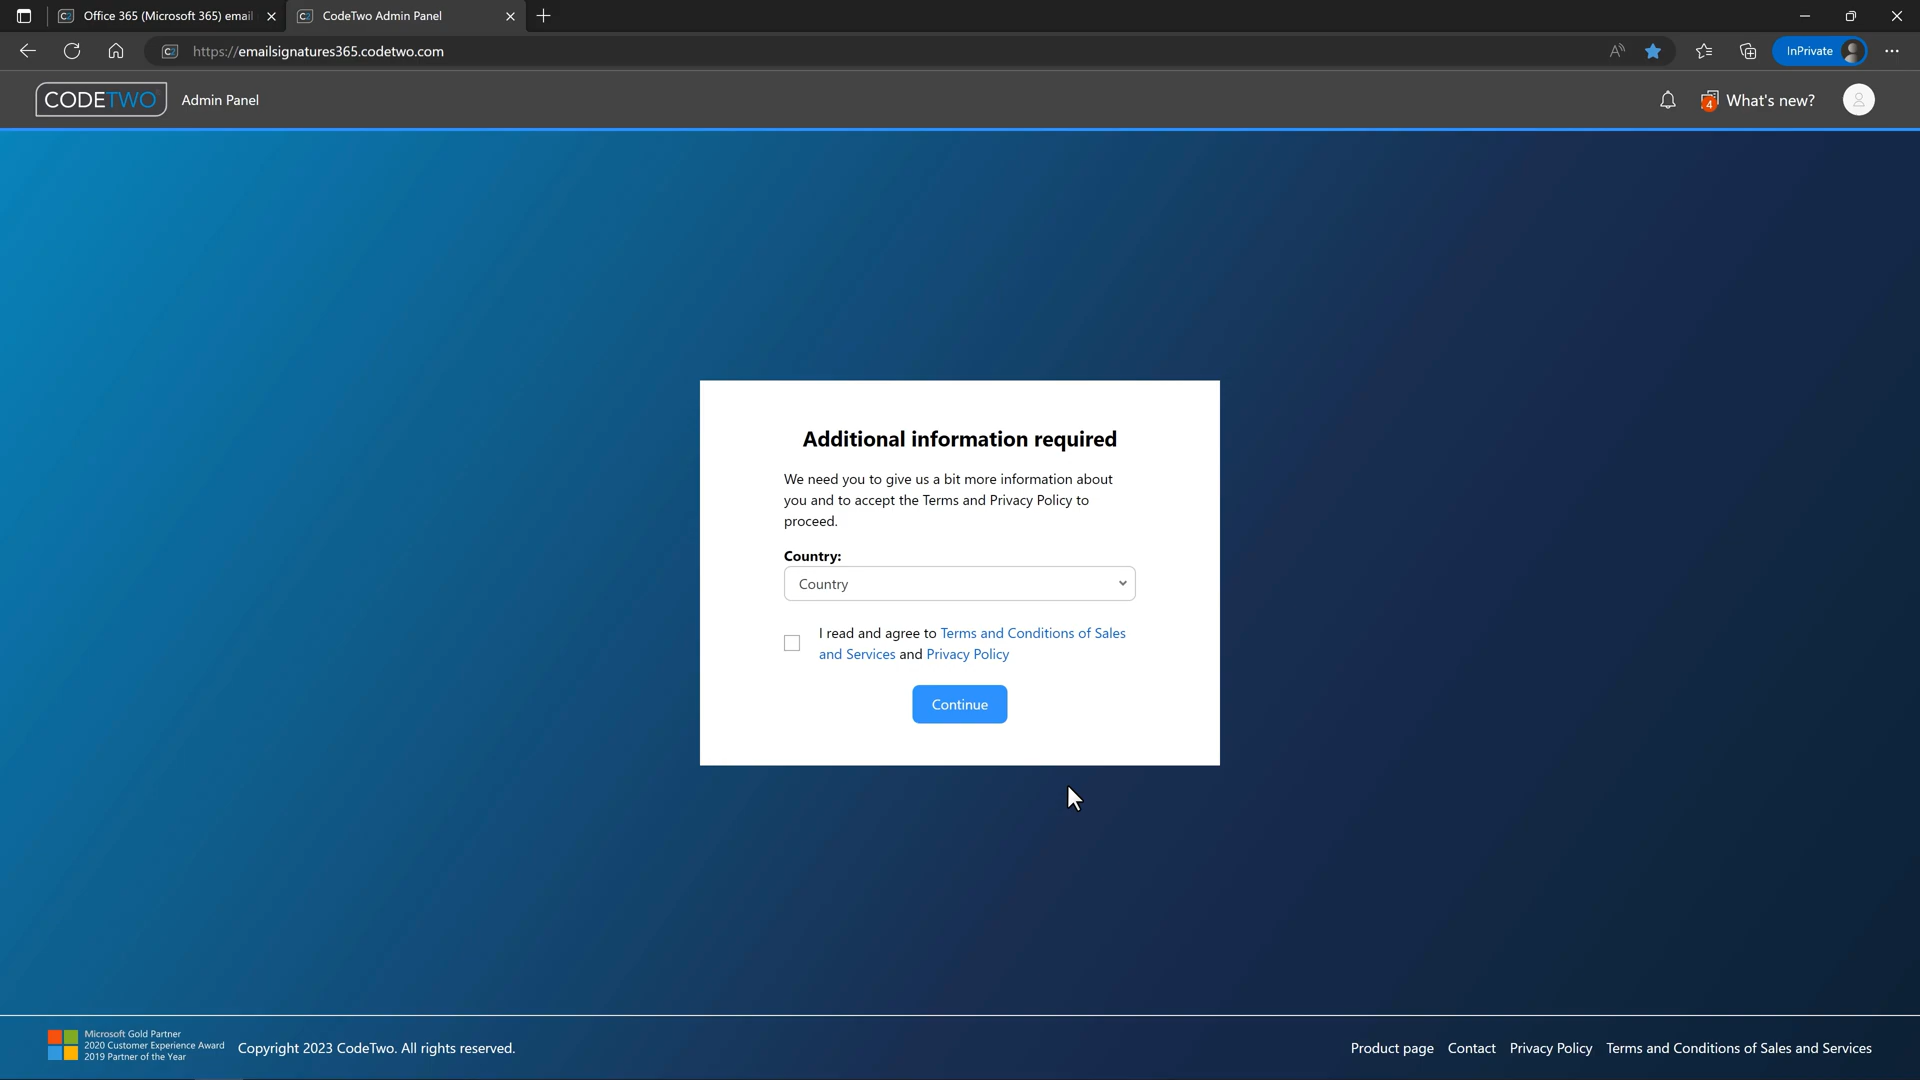 Office 365 (Microsoft 365) email
CodeTwo Admin Panel
https://emailsignatures365.codetwo.com
InPrivate
CODETWO
Admin Panel
4
What's new?
Additional information required
We need you to give us a bit more information about
you and to accept the Terms and Privacy Policy to
proceed.
Country:
Country
I read and agree to Terms and Conditions of Sales
and Services and Privacy Policy
Continue
Microsoft Gold Partner
2020 Customer Experience Award
2019 Partner of the Year
Copyright 2023 CodeTwo. All rights reserved.
Product page
Contact
Privacy Policy
Terms and Conditions of Sales and Services